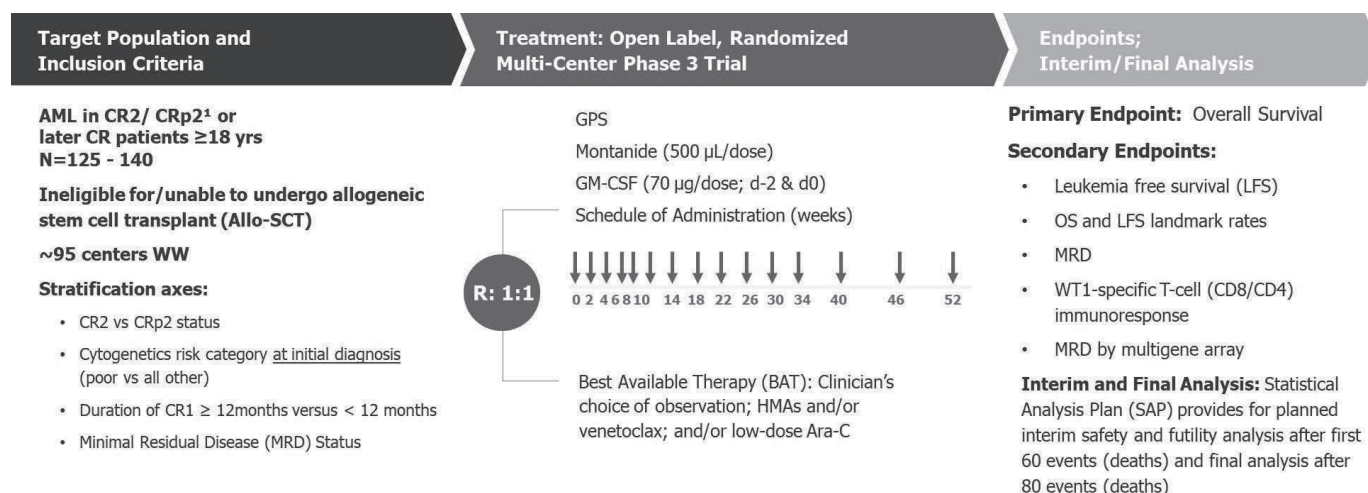 Target Population and
Inclusion Criteria
Treatment: Open Label, Randomized
Multi-Center Phase 3 Trial
Endpoints;
Interim/Final Analysis
AML in CR2/ CRp2¹ or
later CR patients ≥18 yrs
N=125 - 140
Ineligible for/unable to undergo allogeneic
stem cell transplant (Allo-SCT)
~95 centers WW
Stratification axes:
• CR2 vs CRp2 status
• Cytogenetics risk category at initial diagnosis
(poor vs all other)
• Duration of CR1 ≥ 12months versus < 12 months
• Minimal Residual Disease (MRD) Status
R: 1:1
GPS
Montanide (500 µL/dose)
GM-CSF (70 µg/dose; d-2 & d0)
Schedule of Administration (weeks)
0 2 4 6 8 10 14 18 22 26 30 34 40 46 52
Best Available Therapy (BAT): Clinician's
choice of observation; HMAs and/or
venetoclax; and/or low-dose Ara-C
Primary Endpoint: Overall Survival
Secondary Endpoints:
• Leukemia free survival (LFS)
• OS and LFS landmark rates
• MRD
• WT1-specific T-cell (CD8/CD4)
immunoresponse
• MRD by multigene array
Interim and Final Analysis: Statistical
Analysis Plan (SAP) provides for planned
interim safety and futility analysis after first
60 events (deaths) and final analysis after
80 events (deaths)